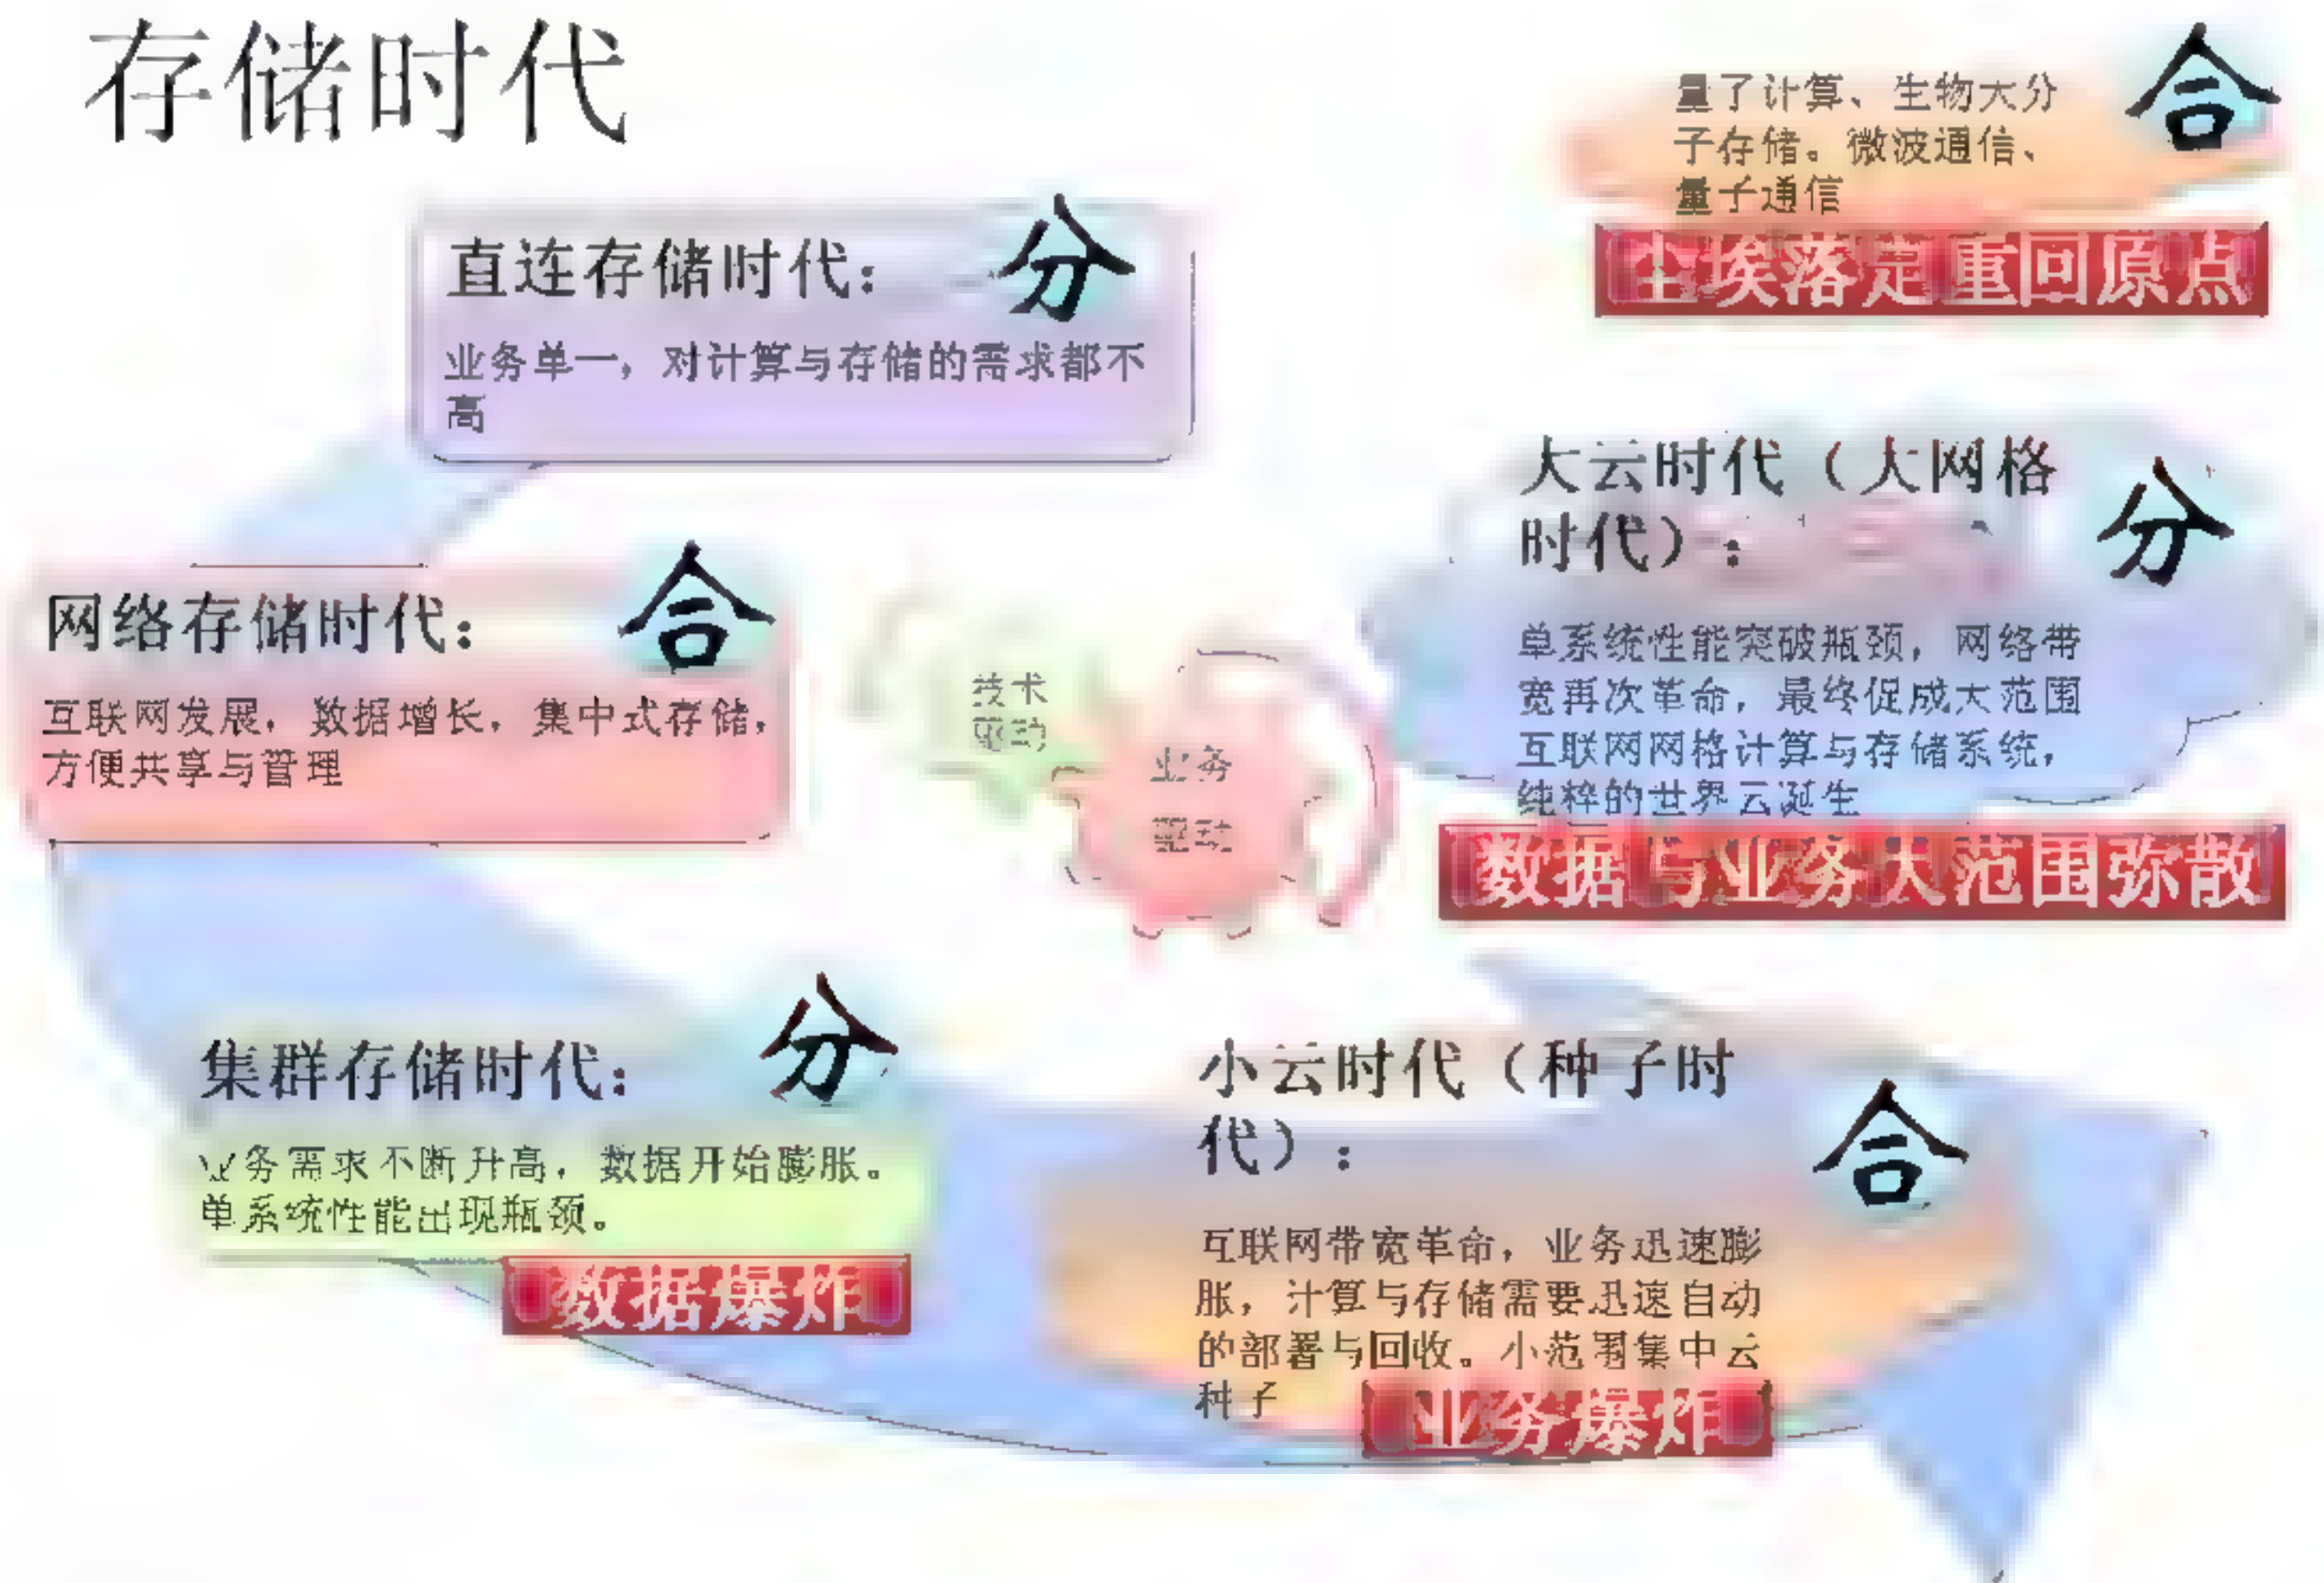 存储时代
直连存储时代：
分
业务单一，对计算与存储的需求都不
高
网络存储时代：
合
互联网发展，数据增长，集中式存储，
方便共享与管理
集群存储时代：
分
业务需求不断升高，数据开始膨胀。
单系统性能出现瓶颈。
数据爆炸
技术
驱动
业务
驱动
小云时代（种子时
代）：
合
互联网带宽革命，业务迅速膨
胀，计算与存储需要迅速自动
的部署与回收。小范围集中云
种子
业务爆炸
大云时代（大网格
时代）：
分
单系统性能突破瓶颈，网络带
宽再次革命，最终促成大范围
互联网网格计算与存储系统，
纯粹的世界云诞生
数据与业务大范围弥散
合
量子计算、生物大分
子存储。微波通信、
量子通信
尘埃落定重回原点